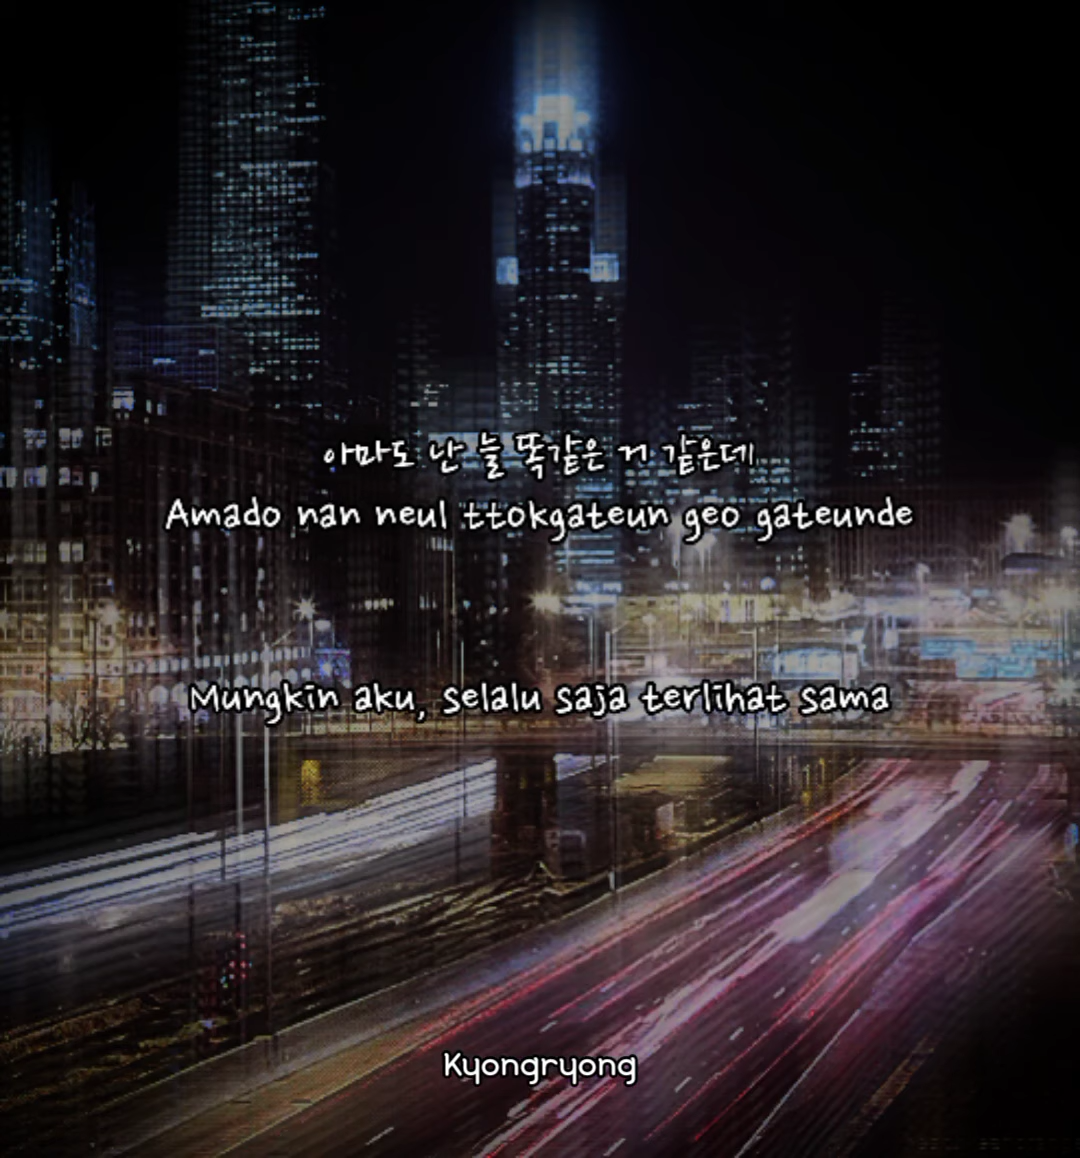 아마도 난 늘 똑같은 거 같은데
Amado nan neul ttokgateun geo gateunde
Mungkin aku, selalu saja terlihat sama
Kyongryong